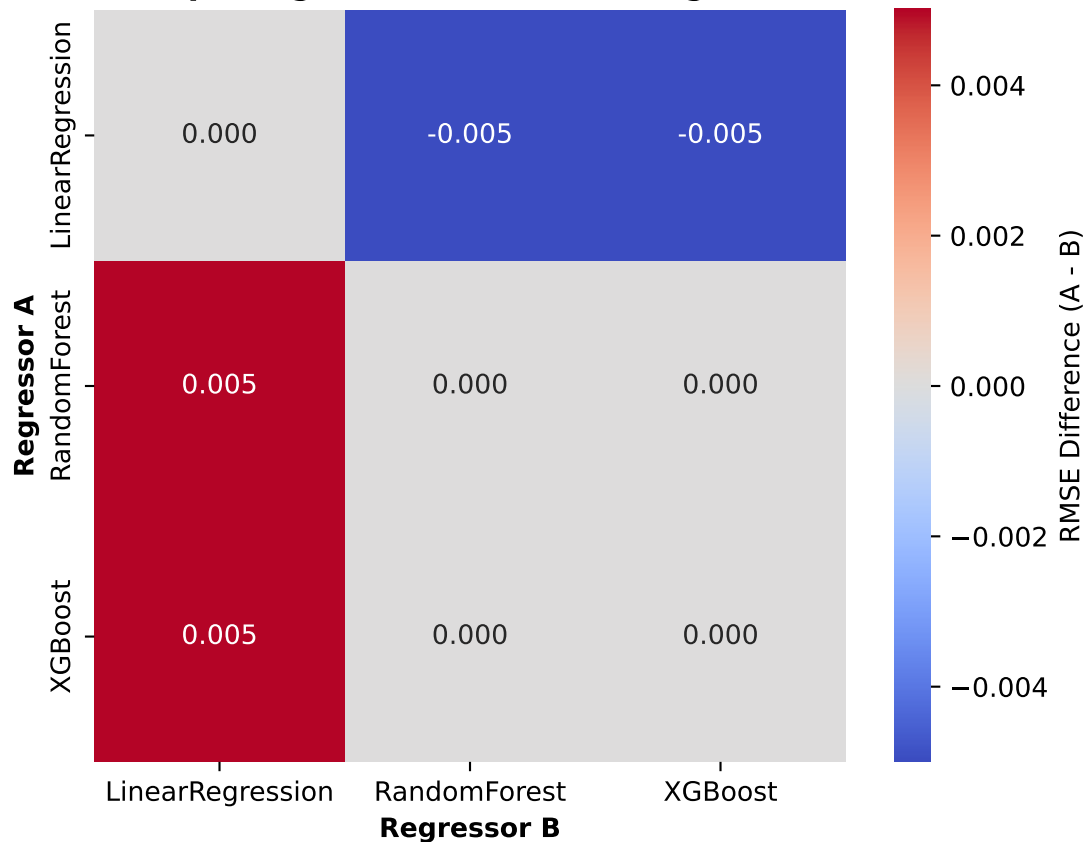 LinearRegression
0.000
-0.005
-0.005
RandomForest
0.005
0.000
0.000
XGBoost
0.005
0.000
0.000
Regressor A
LinearRegression
RandomForest
XGBoost
Regressor B
0.004
0.002
0.000
−0.002
−0.004
RMSE Difference (A - B)